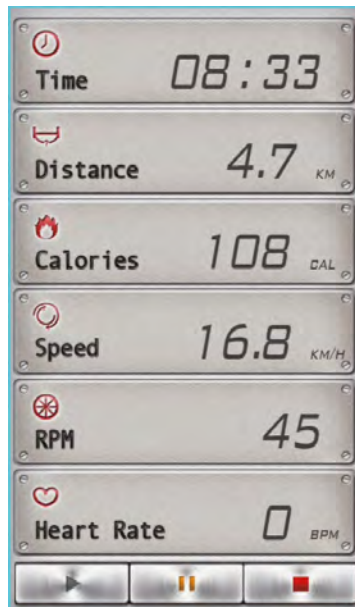 Time 08:33
Distance 4.7 KM
Calories 108 CAL
Speed 16.8 KM/H
RPM 45
Heart Rate 0 BPM